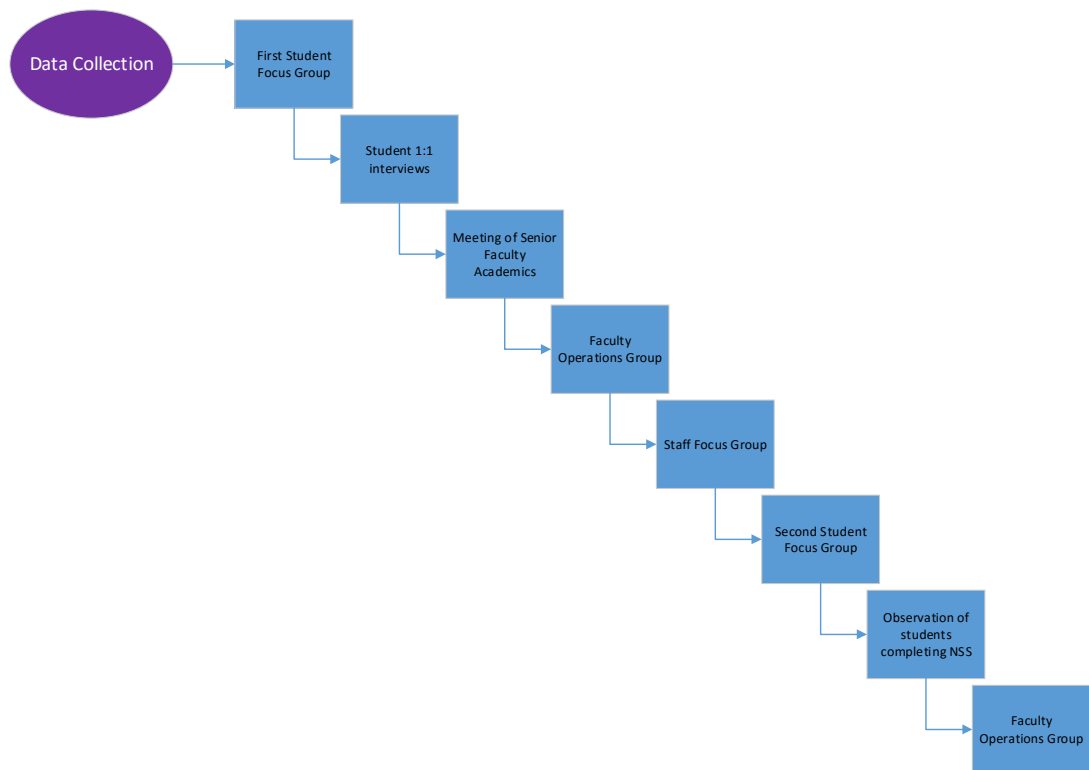 Data Collection
First Student
Focus Group
Student 1:1
interviews
Meeting of Senior
Faculty
Academics
Faculty
Operations Group
Staff Focus Group
Second Student
Focus Group
Observation of
students
completing NSS
Faculty
Operations Group